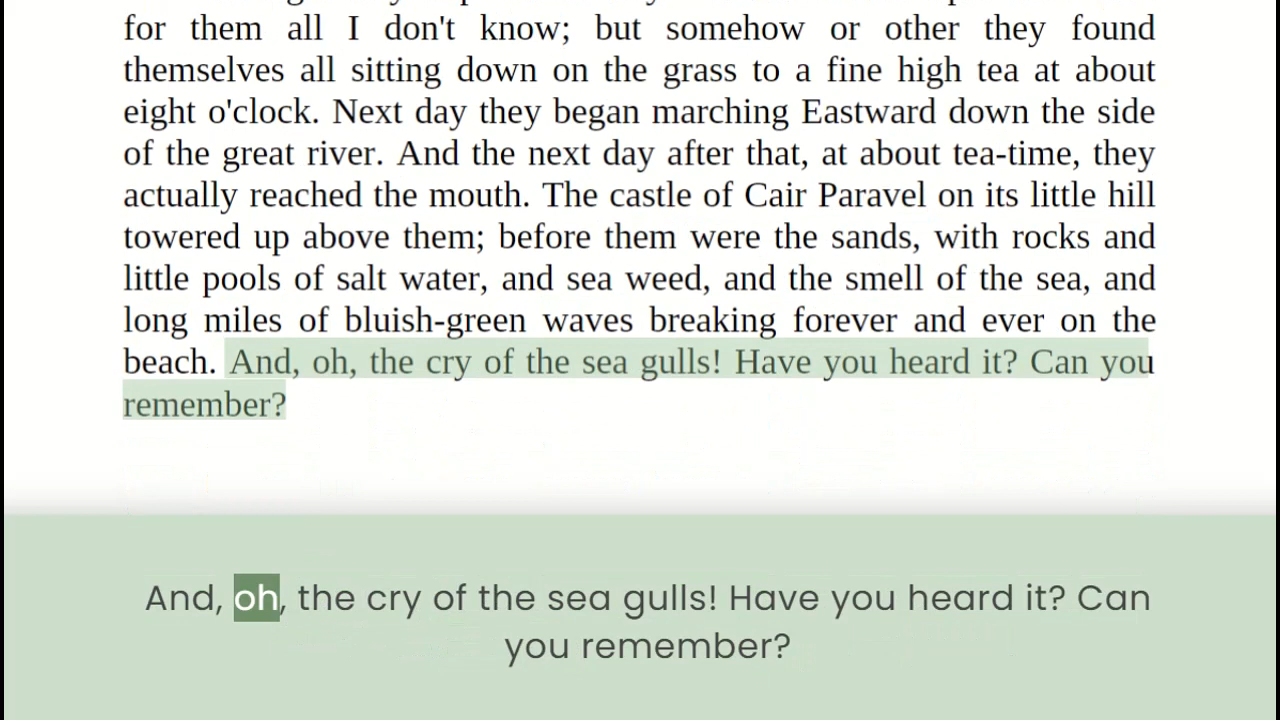 for them all I don't know; but somehow or other they found
themselves all sitting down on the grass to a fine high tea at about
eight o'clock. Next day they began marching Eastward down the side
of the great river. And the next day after that, at about tea-time, they
actually reached the mouth. The castle of Cair Paravel on its little hill
towered up above them; before them were the sands, with rocks and
little pools of salt water, and sea weed, and the smell of the sea, and
long miles of bluish-green waves breaking forever and ever on the
beach. And, oh, the cry of the sea gulls! Have you heard it? Can you
remember?
And, oh, the cry of the sea gulls! Have you heard it? Can
you remember?